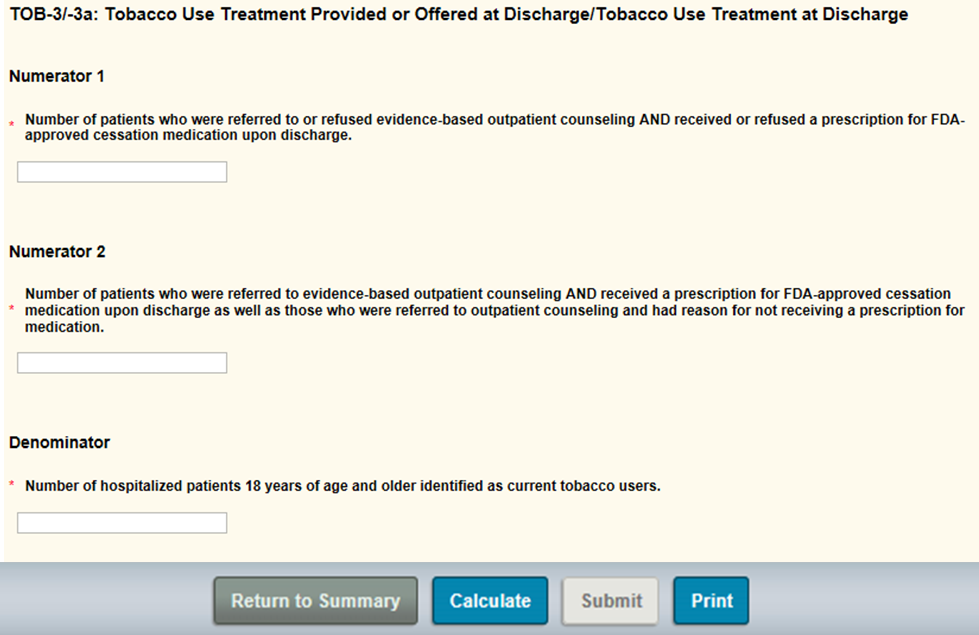 TOB-3/-3a: Tobacco Use Treatment Provided or Offered at Discharge/Tobacco Use Treatment at Discharge
Numerator 1
* Number of patients who were referred to or refused evidence-based outpatient counseling AND received or refused a prescription for FDA-
approved cessation medication upon discharge.
Numerator 2
Number of patients who were referred to evidence-based outpatient counseling AND received a prescription for FDA-approved cessation
* medication upon discharge as well as those who were referred to outpatient counseling and had reason for not receiving a prescription for
medication.
Denominator
* Number of hospitalized patients 18 years of age and older identified as current tobacco users.
Return to Summary Calculate Submit Print